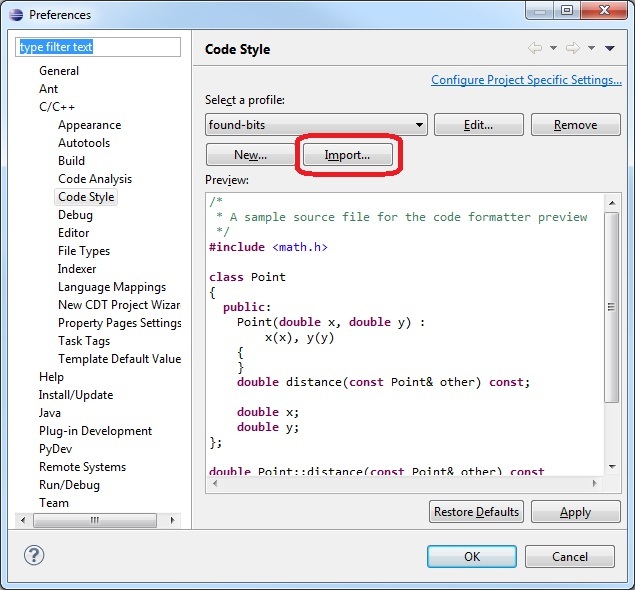 Preferences
type filter text
General
Ant
C/C++
Appearance
Autotools
Build
Code Analysis
Code Style
Debug
Editor
File Types
Indexer
Language Mappings
New CDT Project Wizar
Property Pages Settings
Task Tags
Template Default Value
Help
Install/Update
Java
Plug-in Development
PyDev
Remote Systems
Run/Debug
Team
Code Style
Configure Project Specific Settings...
Select a profile:
found-bits Edit... Remove
New... Import...
Preview:
/*
* A sample source file for the code formatter preview
*/
#include <math.h>
class Point
{
public:
Point(double x, double y) :
x(x), y(y)
{
}
double distance(const Point& other) const;
double x;
double y;
};
double Point::distance(const Point& other) const
Restore Defaults Apply
? OK Cancel